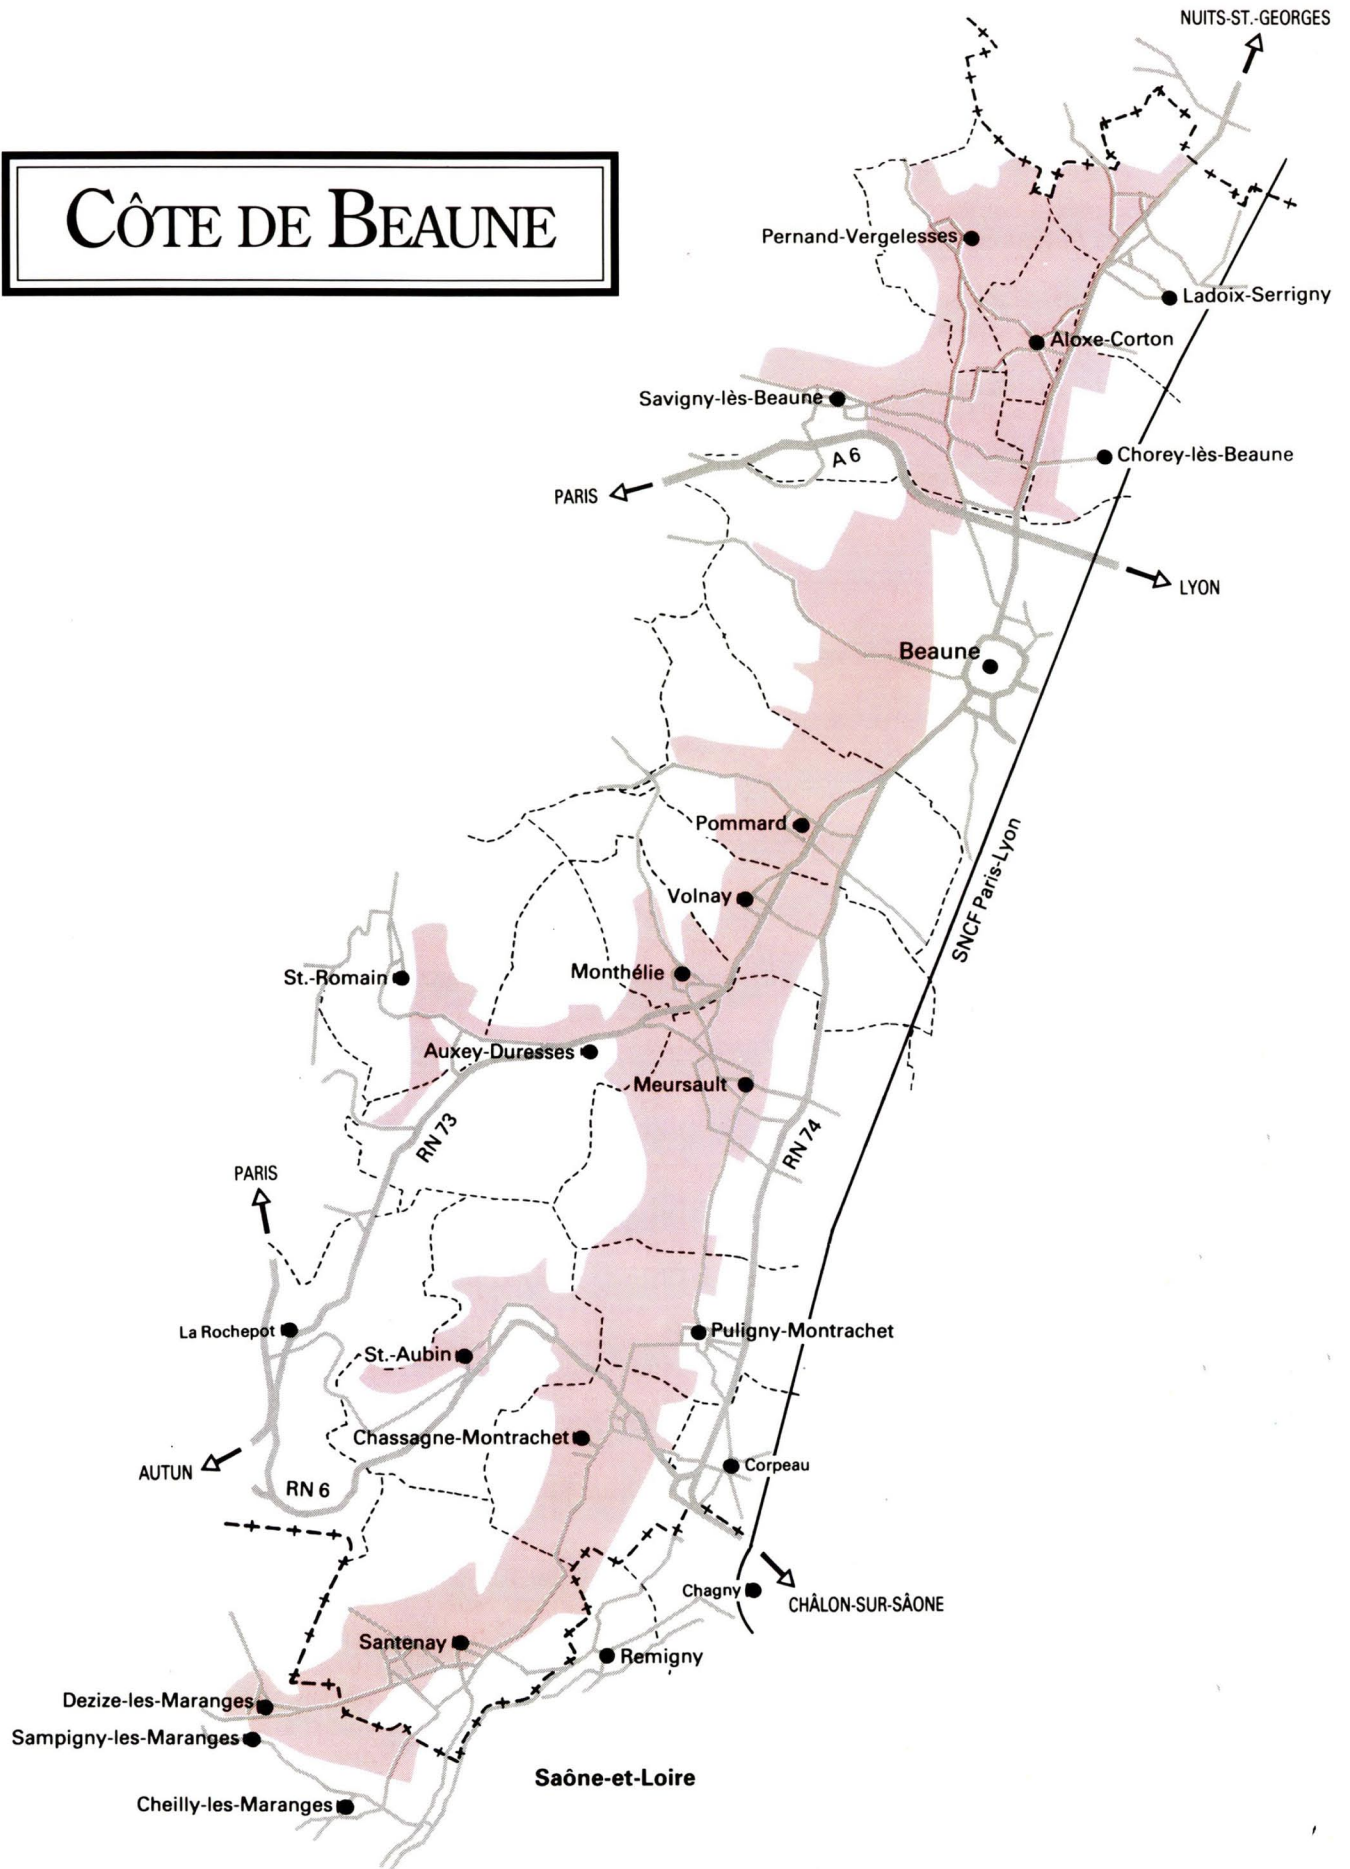 NUITS-ST.-GEORGES
CÔTE DE BEAUNE
Pernand-Vergelesses
Ladoix-Serrigny
Aloxe-Corton
Savigny-lès-Beaune
Chorey-lès-Beaune
A 6
PARIS
LYON
Beaune
Pommard
SNCF Paris-Lyon
Volnay
Monthélie
St.-Romain
Auxey-Duresses
Meursault
RN 73
RN 74
PARIS
La Rochepot
Puligny-Montrachet
St.-Aubin
Chassagne-Montrachet
Corpeau
AUTUN
RN 6
Chagny
CHÂLON-SUR-SÂONE
Santenay
Remigny
Dezize-les-Maranges
Sampigny-les-Maranges
Saône-et-Loire
Cheilly-les-Maranges